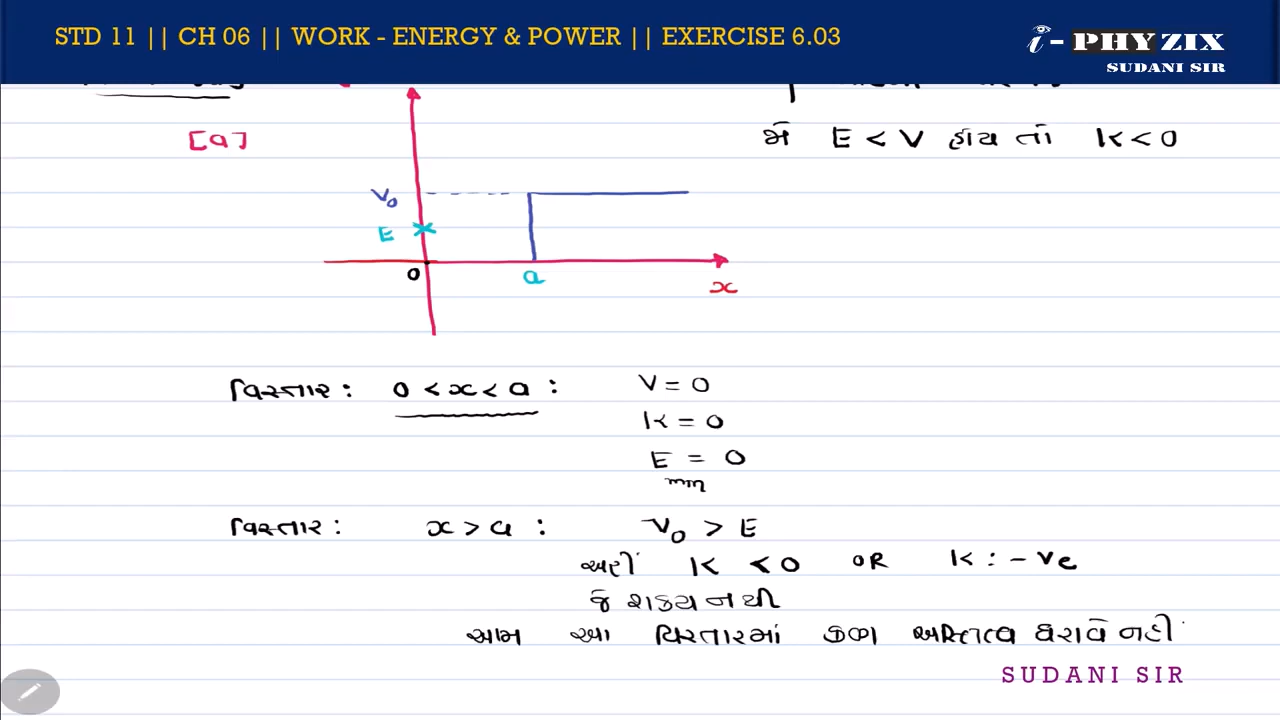 STD 11 || CH 06 || WORK - ENERGY & POWER || EXERCISE 6.03
i - PHYZIX
SUDANI SIR
[a]
જો E < V હોય તો K < 0
V₀
E
0
a
x
વિસ્તાર : 0 < x < a : V = 0
K = 0
E = 0
વિસ્તાર : x > a : V₀ > E
અહીં K < 0 OR K : - ve
જે શક્ય નથી
આમ આ વિસ્તારમાં કણ અસ્તિત્વ ધરાવે નહી
SUDANI SIR